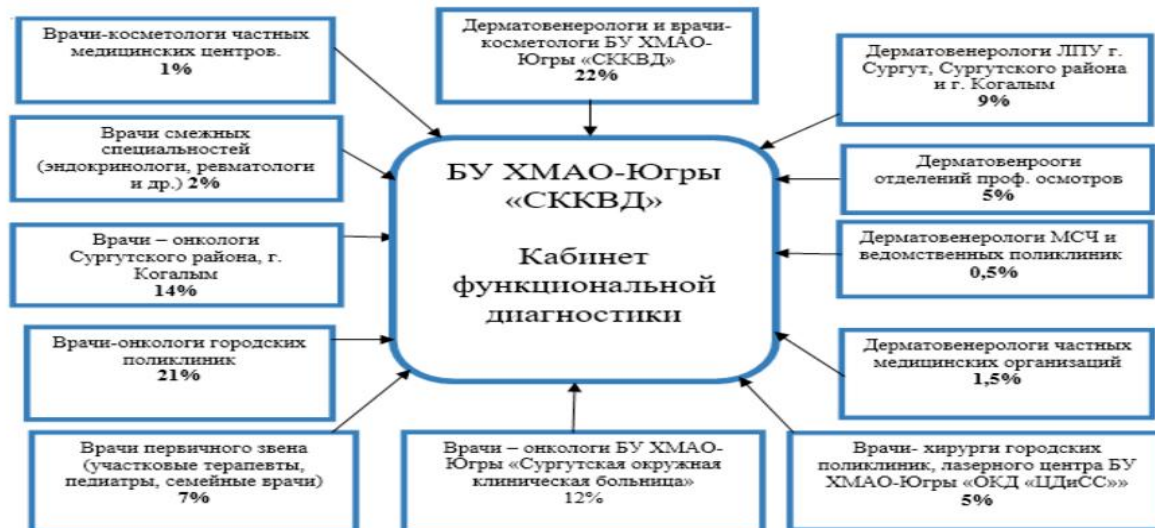 Врачи-косметологи частных
медицинских центров.
1%
Дерматовенерологи и врачи-
косметологи БУ ХМАО-
Югры «СККВД»
22%
Дерматовенерологи ЛПУ г.
Сургут, Сургутского района
и г. Когалым
9%
Врачи смежных
специальностей
(эндокринологи, ревматологи
и др.) 2%
БУ ХМАО-Югры
«СККВД»
Кабинет
функциональной
диагностики
Дерматовенрооги
отделений проф. осмотров
5%
Врачи – онкологи
Сургутского района, г.
Когалым
14%
Дерматовенерологи МСЧ и
ведомственных поликлиник
0,5%
Врачи-онкологи городских
поликлиник
21%
Дерматовенерологи частных
медицинских организаций
1,5%
Врачи первичного звена
(участковые терапевты,
педиатры, семейные врачи)
7%
Врачи – онкологи БУ ХМАО-
Югры «Сургутская окружная
клиническая больница»
12%
Врачи- хирурги городских
поликлиник, лазерного центра БУ
ХМАО-Югры «ОКД «ЦДиСС»»
5%